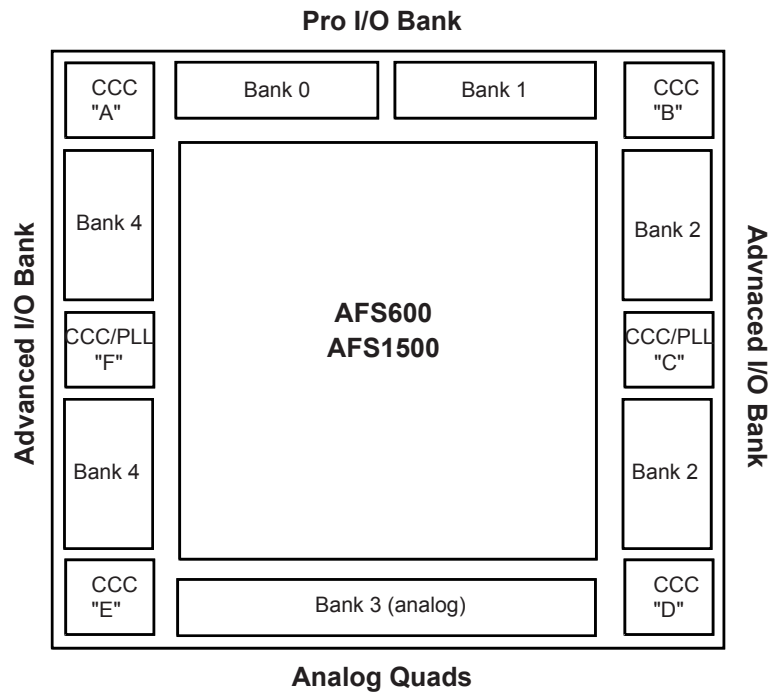 Pro I/O Bank
CCC
"A"
Bank 0
Bank 1
CCC
"B"
Bank 4
Bank 2
Advanced I/O Bank
AFS600
AFS1500
Advnaced I/O Bank
CCC/PLL
"F"
CCC/PLL
"C"
Bank 4
Bank 2
CCC
"E"
Bank 3 (analog)
CCC
"D"
Analog Quads